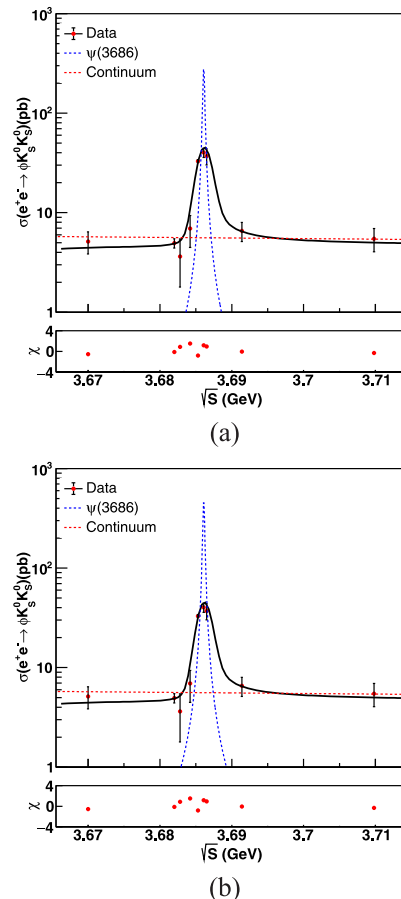 10³
σ(e⁺e⁻→ ϕK⁰ₛK⁰ₛ)(pb)
Data
ψ(3686)
Continuum
10²
10
1
4
χ
0
−4
3.67
3.68
3.69
3.7
3.71
√S (GeV)
(a)
10³
σ(e⁺e⁻→ ϕK⁰ₛK⁰ₛ)(pb)
Data
ψ(3686)
Continuum
10²
10
1
4
χ
0
−4
3.67
3.68
3.69
3.7
3.71
√S (GeV)
(b)